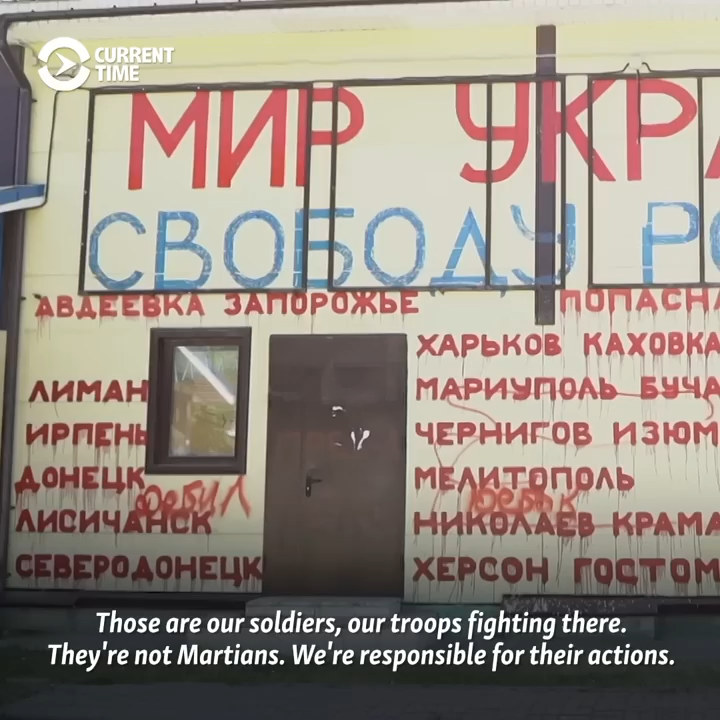 CURRENT
TIME
МИР УКРА
СВОБОДУ РО
АВДЕЕВКА ЗАПОРОЖЬЕ ПОПАСНА
ХАРЬКОВ КАХОВКА
ЛИМАН МАРИУПОЛЬ БУЧА
ИРПЕНЬ ЧЕРНИГОВ ИЗЮМ
ДОНЕЦК МЕЛИТОПОЛЬ
ДЕБИЛ
ЛИСИЧАНСК НИКОЛАЕВ КРАМА
СЕВЕРОДОНЕЦК ХЕРСОН ГОСТОМ
Those are our soldiers, our troops fighting there.
They're not Martians. We're responsible for their actions.